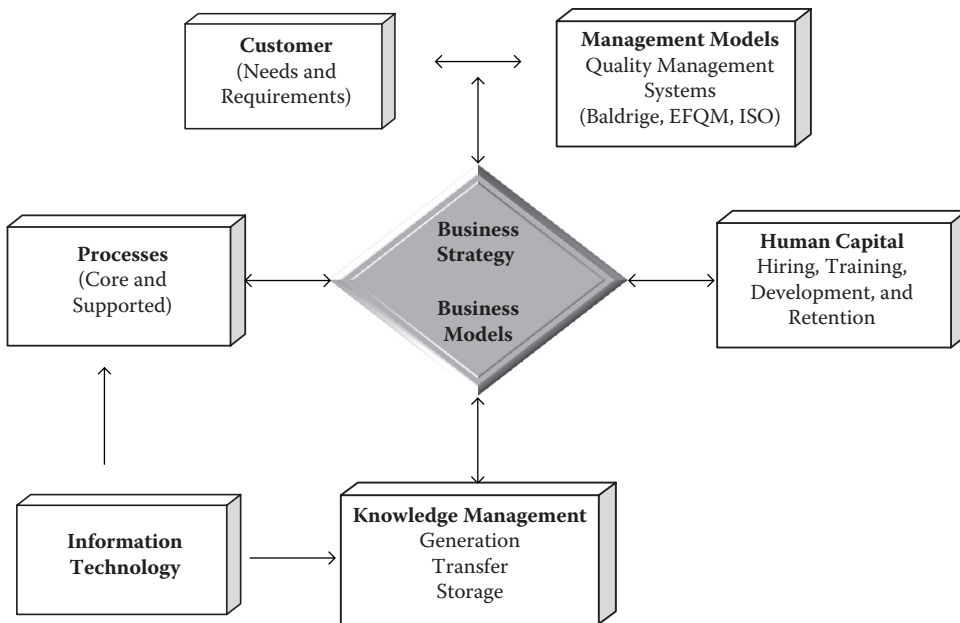 Customer
(Needs and
Requirements)
Management Models
Quality Management
Systems
(Baldrige, EFQM, ISO)
Processes
(Core and
Supported)
Business
Strategy
Business
Models
Human Capital
Hiring, Training,
Development, and
Retention
Information
Technology
Knowledge Management
Generation
Transfer
Storage